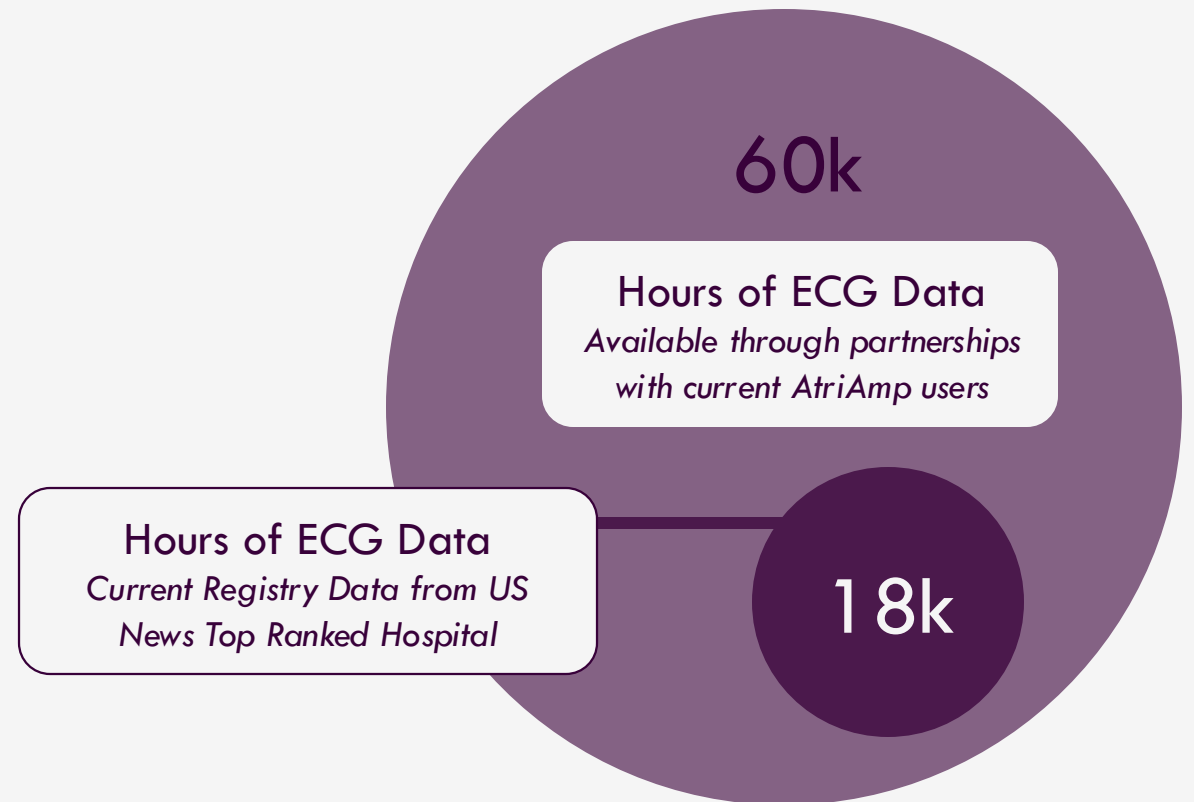 60k
Hours of ECG Data
Available through partnerships
with current AtriAmp users
Hours of ECG Data
Current Registry Data from US
News Top Ranked Hospital
18k